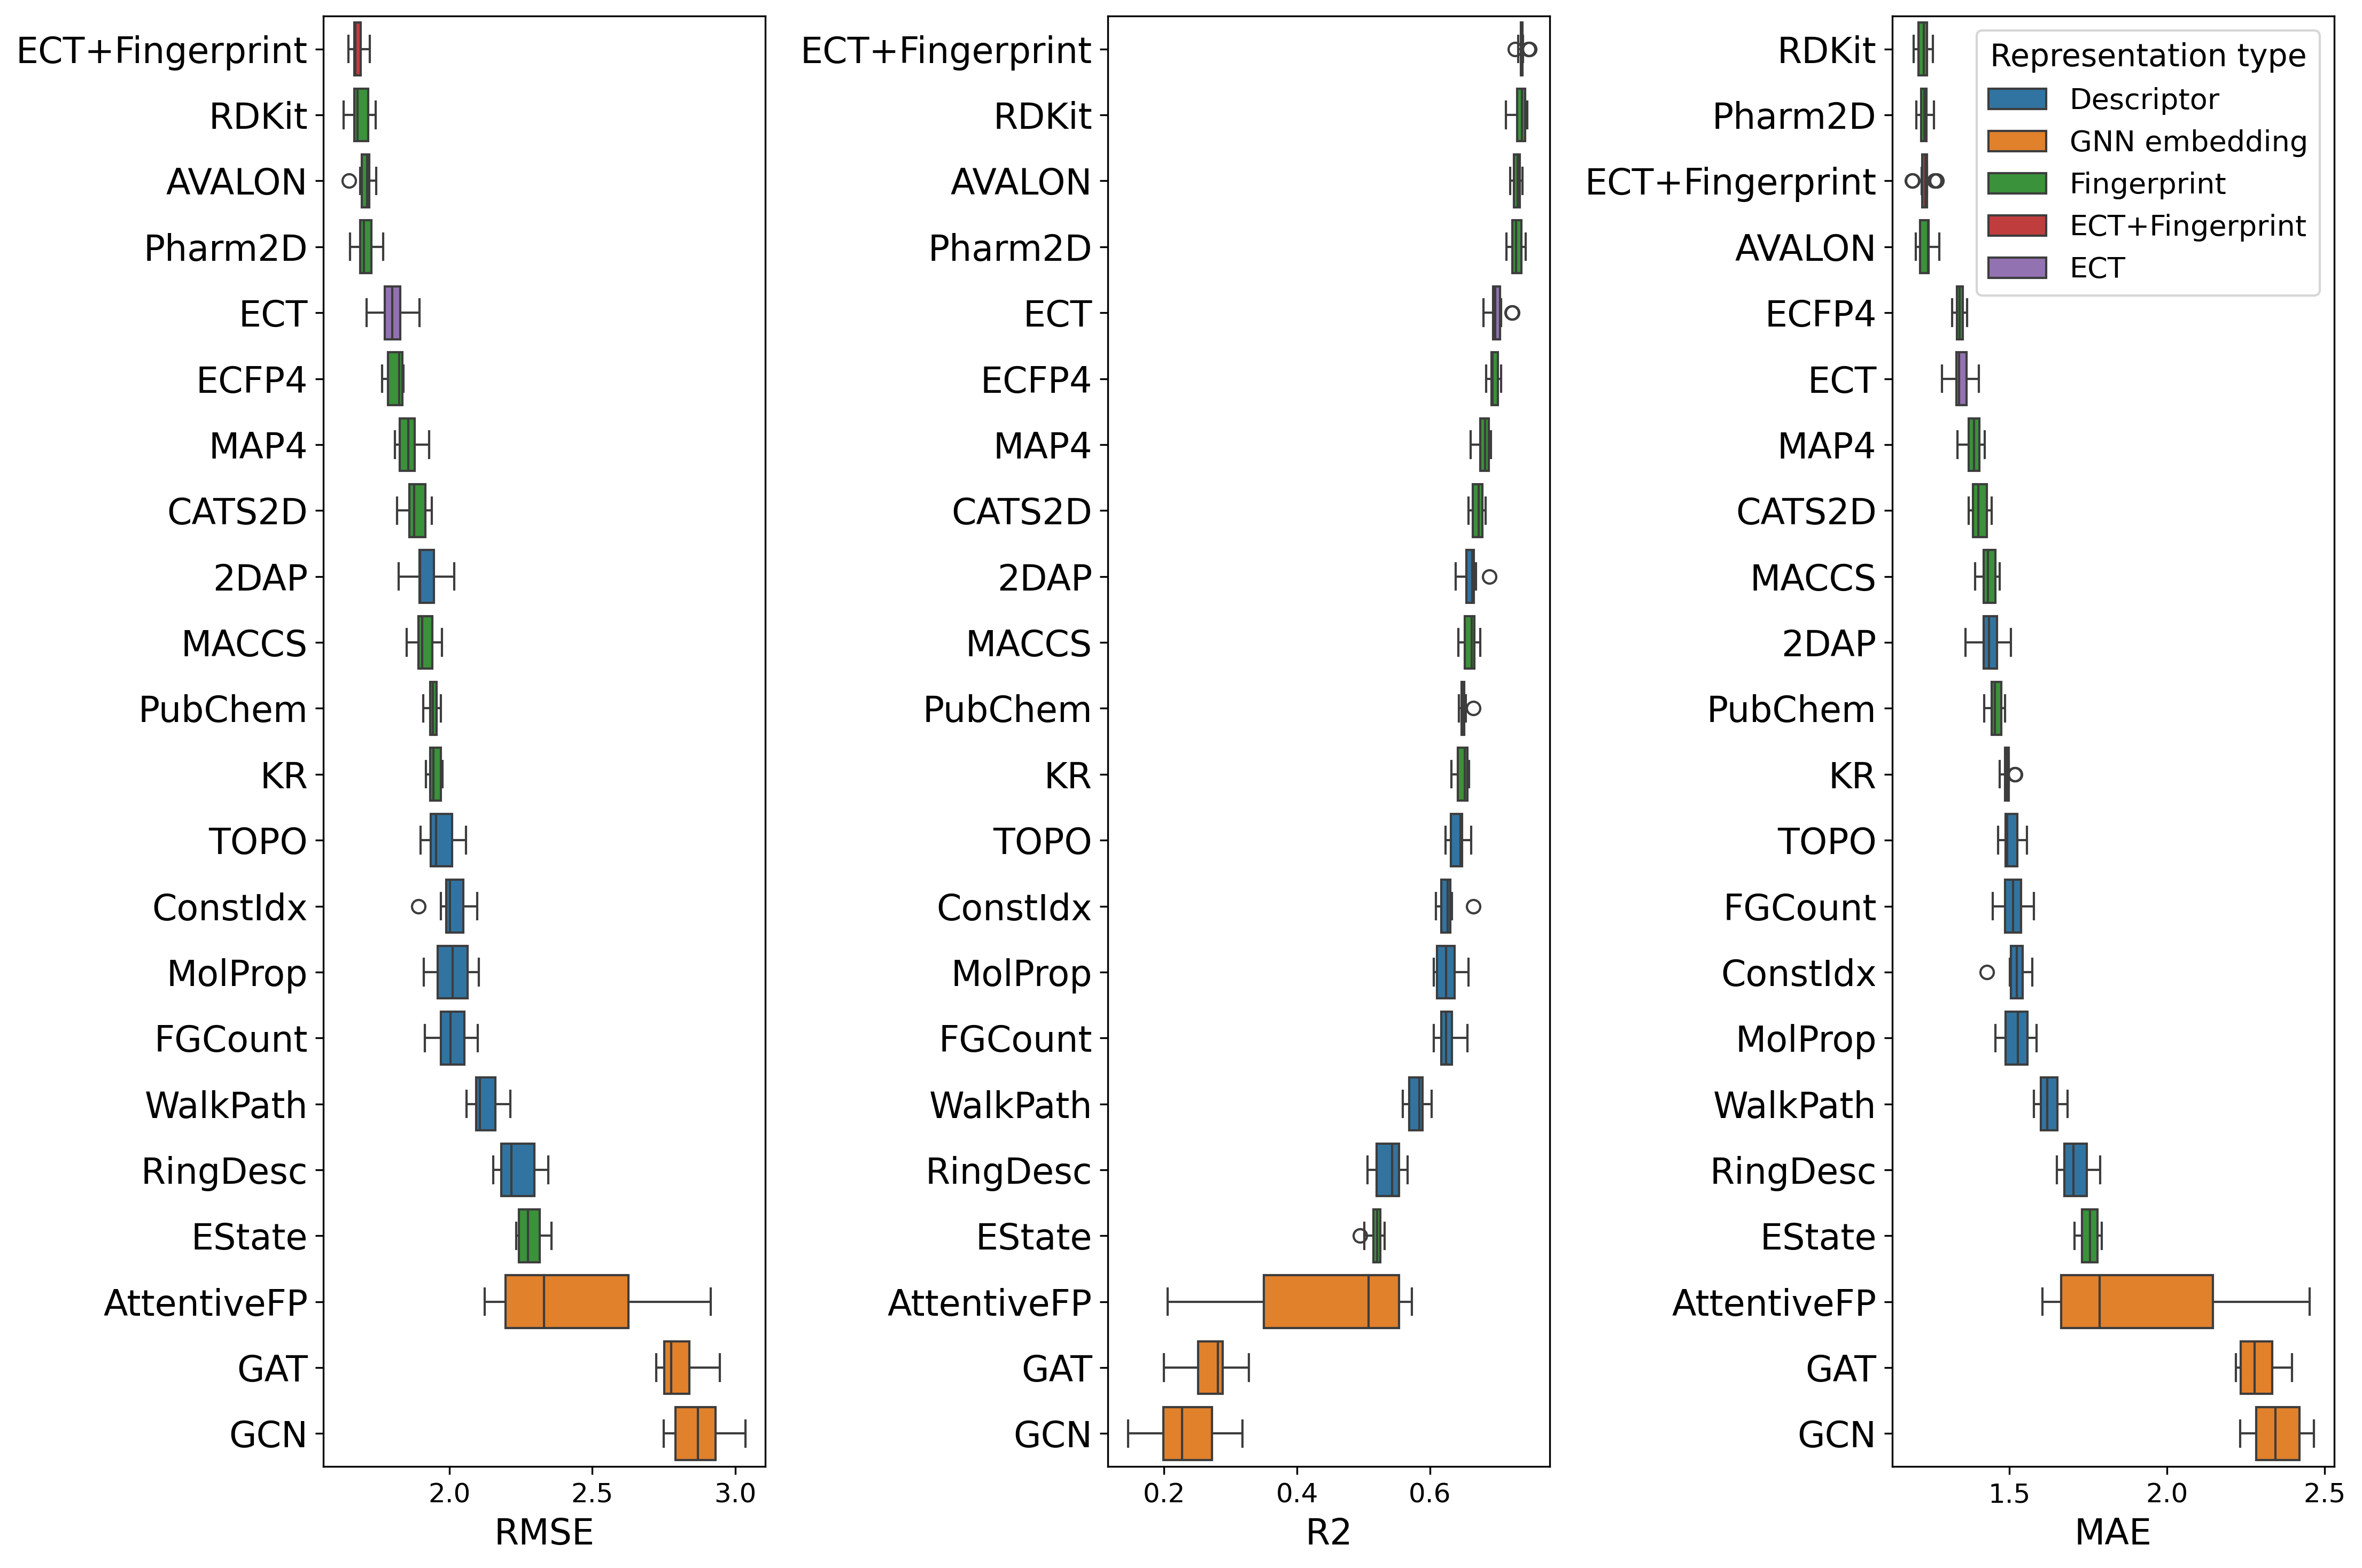 ECT+Fingerprint
RDKit
AVALON
Pharm2D
ECT
ECFP4
MAP4
CATS2D
2DAP
MACCS
PubChem
KR
TOPO
ConstIdx
MolProp
FGCount
WalkPath
RingDesc
EState
AttentiveFP
GAT
GCN
2.0 2.5 3.0
RMSE
ECT+Fingerprint
RDKit
AVALON
Pharm2D
ECT
ECFP4
MAP4
CATS2D
2DAP
MACCS
PubChem
KR
TOPO
ConstIdx
MolProp
FGCount
WalkPath
RingDesc
EState
AttentiveFP
GAT
GCN
0.2 0.4 0.6
R2
RDKit
Pharm2D
ECT+Fingerprint
AVALON
ECFP4
ECT
MAP4
CATS2D
MACCS
2DAP
PubChem
KR
TOPO
FGCount
ConstIdx
MolProp
WalkPath
RingDesc
EState
AttentiveFP
GAT
GCN
1.5 2.0 2.5
MAE
Representation type
Descriptor
GNN embedding
Fingerprint
ECT+Fingerprint
ECT